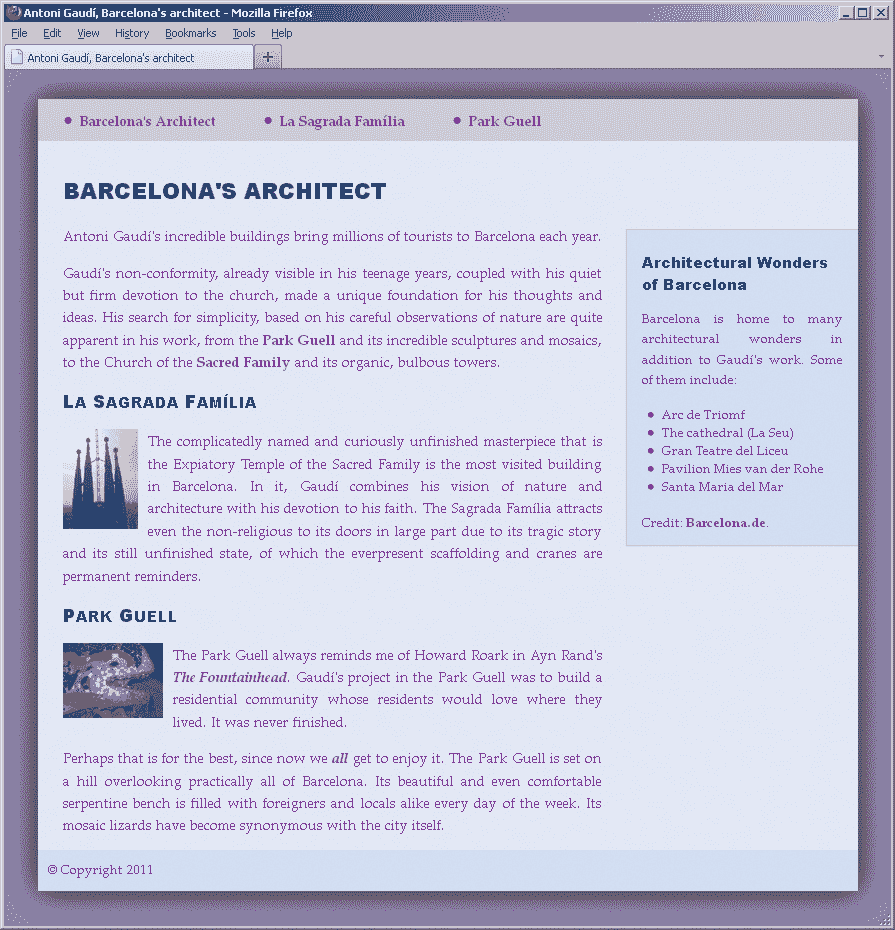 Antoni Gaudí, Barcelona's architect - Mozilla Firefox
File Edit View History Bookmarks Tools Help
Antoni Gaudí, Barcelona's architect
• Barcelona's Architect • La Sagrada Família • Park Guell
BARCELONA'S ARCHITECT
Antoni Gaudí's incredible buildings bring millions of tourists to Barcelona each year.
Gaudí's non-conformity, already visible in his teenage years, coupled with his quiet
but firm devotion to the church, made a unique foundation for his thoughts and
ideas. His search for simplicity, based on his careful observations of nature are quite
apparent in his work, from the Park Guell and its incredible sculptures and mosaics,
to the Church of the Sacred Family and its organic, bulbous towers.
LA SAGRADA FAMÍLIA
The complicatedly named and curiously unfinished masterpiece that is
the Expiatory Temple of the Sacred Family is the most visited building
in Barcelona. In it, Gaudí combines his vision of nature and
architecture with his devotion to his faith. The Sagrada Família attracts
even the non-religious to its doors in large part due to its tragic story
and its still unfinished state, of which the everpresent scaffolding and cranes are
permanent reminders.
PARK GUELL
The Park Guell always reminds me of Howard Roark in Ayn Rand's
The Fountainhead. Gaudí's project in the Park Guell was to build a
residential community whose residents would love where they
lived. It was never finished.
Perhaps that is for the best, since now we all get to enjoy it. The Park Guell is set on
a hill overlooking practically all of Barcelona. Its beautiful and even comfortable
serpentine bench is filled with foreigners and locals alike every day of the week. Its
mosaic lizards have become synonymous with the city itself.
Architectural Wonders
of Barcelona
Barcelona is home to many
architectural wonders in
addition to Gaudí's work. Some
of them include:
• Arc de Triomf
• The cathedral (La Seu)
• Gran Teatre del Liceu
• Pavilion Mies van der Rohe
• Santa Maria del Mar
Credit: Barcelona.de.
© Copyright 2011